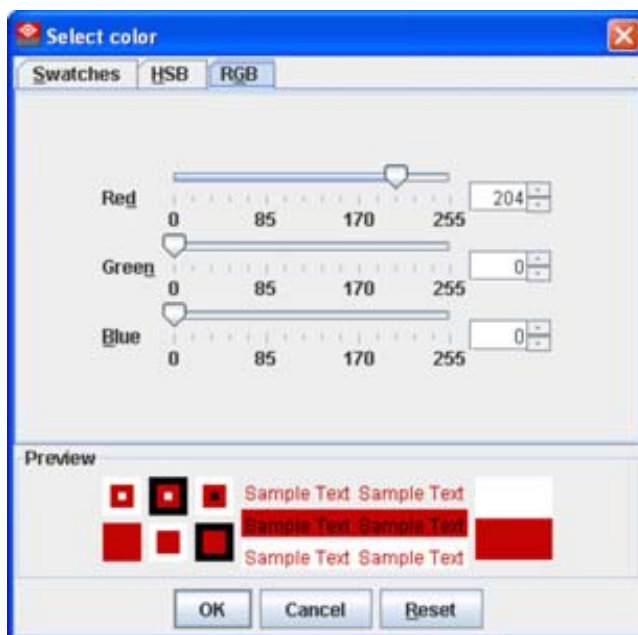 Select color
Swatches HSB RGB
Red 204
0 85 170 255
Green 0
0 85 170 255
Blue 0
0 85 170 255
Preview
Sample Text Sample Text
Sample Text Sample Text
Sample Text Sample Text
OK Cancel Reset